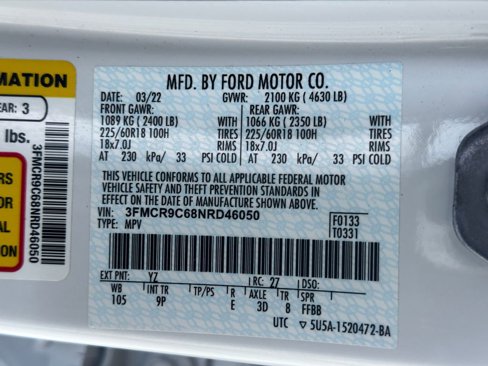 MATION
EAR: 3
lbs.
3FMCR9C68NRD46050
MFD. BY FORD MOTOR CO.
DATE: 03/22 GVWR: 2100 KG ( 4630 LB)
FRONT GAWR: REAR GAWR:
1089 KG ( 2400 LB) WITH 1066 KG ( 2350 LB) WITH
225/60R18 100H TIRES 225/60R18 100H TIRES
18x7.0J RIMS 18x7.0J RIMS
AT 230 kPa/ 33 PSI COLD AT 230 kPa/ 33 PSI COLD
THIS VEHICLE CONFORMS TO ALL APPLICABLE FEDERAL MOTOR
VEHICLE SAFETY AND THEFT PREVENTION STANDARDS IN
EFFECT ON THE DATE OF MANUFACTURE SHOWN ABOVE.
VIN: 3FMCR9C68NRD46050 F0133
TYPE: MPV T0331
EXT PNT: YZ RC: 27 DSO:
WB INT TR TP/PS R AXLE TR SPR
105 9P E 3D 8 FFBB
UTC ▽ 5U5A-1520472-BA